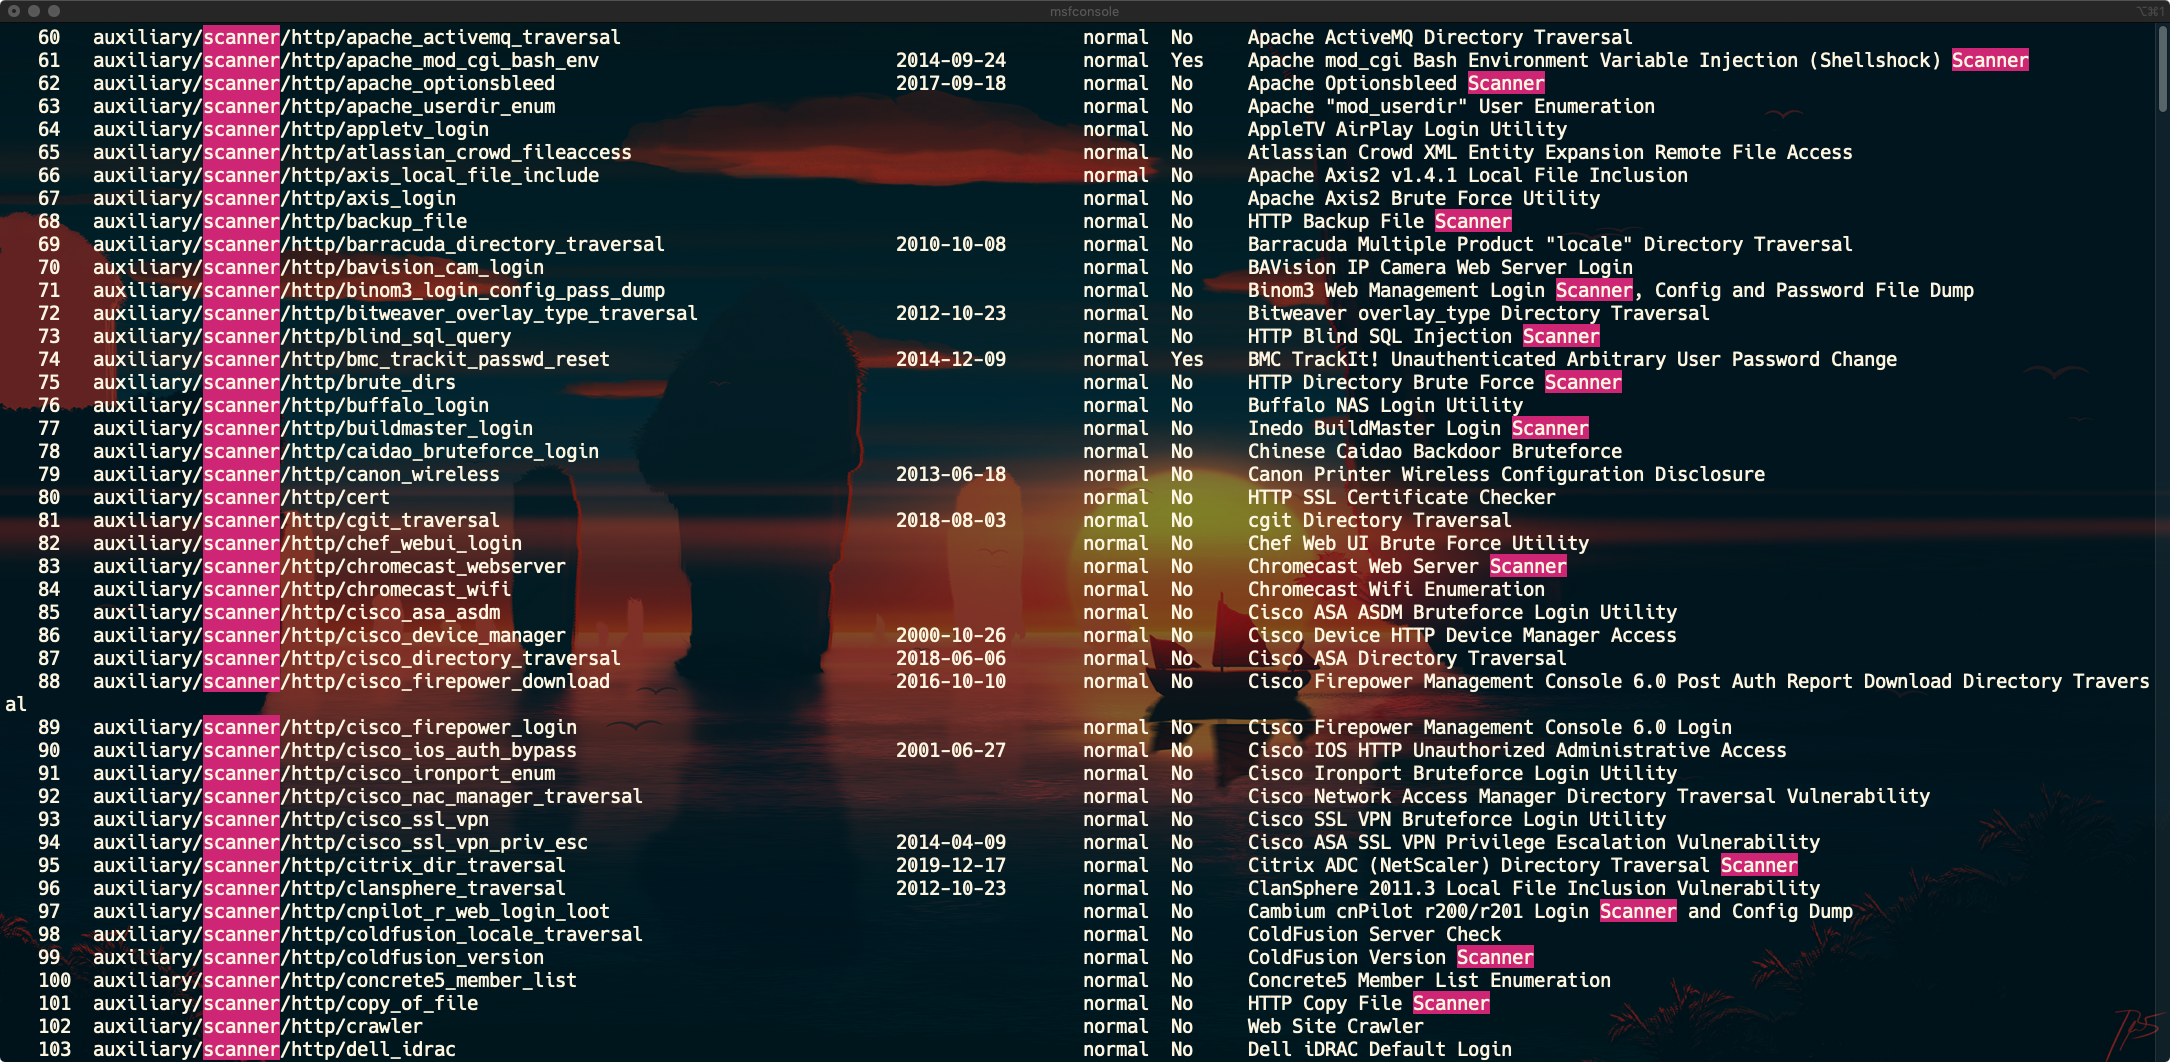 msfconsole
⌥⌘1
60 auxiliary/scanner/http/apache_activemq_traversal normal No Apache ActiveMQ Directory Traversal
61 auxiliary/scanner/http/apache_mod_cgi_bash_env 2014-09-24 normal Yes Apache mod_cgi Bash Environment Variable Injection (Shellshock) Scanner
62 auxiliary/scanner/http/apache_optionsbleed 2017-09-18 normal No Apache Optionsbleed Scanner
63 auxiliary/scanner/http/apache_userdir_enum normal No Apache "mod_userdir" User Enumeration
64 auxiliary/scanner/http/appletv_login normal No AppleTV AirPlay Login Utility
65 auxiliary/scanner/http/atlassian_crowd_fileaccess normal No Atlassian Crowd XML Entity Expansion Remote File Access
66 auxiliary/scanner/http/axis_local_file_include normal No Apache Axis2 v1.4.1 Local File Inclusion
67 auxiliary/scanner/http/axis_login normal No Apache Axis2 Brute Force Utility
68 auxiliary/scanner/http/backup_file normal No HTTP Backup File Scanner
69 auxiliary/scanner/http/barracuda_directory_traversal 2010-10-08 normal No Barracuda Multiple Product "locale" Directory Traversal
70 auxiliary/scanner/http/bavision_cam_login normal No BAVision IP Camera Web Server Login
71 auxiliary/scanner/http/binom3_login_config_pass_dump normal No Binom3 Web Management Login Scanner, Config and Password File Dump
72 auxiliary/scanner/http/bitweaver_overlay_type_traversal 2012-10-23 normal No Bitweaver overlay_type Directory Traversal
73 auxiliary/scanner/http/blind_sql_query normal No HTTP Blind SQL Injection Scanner
74 auxiliary/scanner/http/bmc_trackit_passwd_reset 2014-12-09 normal Yes BMC TrackIt! Unauthenticated Arbitrary User Password Change
75 auxiliary/scanner/http/brute_dirs normal No HTTP Directory Brute Force Scanner
76 auxiliary/scanner/http/buffalo_login normal No Buffalo NAS Login Utility
77 auxiliary/scanner/http/buildmaster_login normal No Inedo BuildMaster Login Scanner
78 auxiliary/scanner/http/caidao_bruteforce_login normal No Chinese Caidao Backdoor Bruteforce
79 auxiliary/scanner/http/canon_wireless 2013-06-18 normal No Canon Printer Wireless Configuration Disclosure
80 auxiliary/scanner/http/cert normal No HTTP SSL Certificate Checker
81 auxiliary/scanner/http/cgit_traversal 2018-08-03 normal No cgit Directory Traversal
82 auxiliary/scanner/http/chef_webui_login normal No Chef Web UI Brute Force Utility
83 auxiliary/scanner/http/chromecast_webserver normal No Chromecast Web Server Scanner
84 auxiliary/scanner/http/chromecast_wifi normal No Chromecast Wifi Enumeration
85 auxiliary/scanner/http/cisco_asa_asdm normal No Cisco ASA ASDM Bruteforce Login Utility
86 auxiliary/scanner/http/cisco_device_manager 2000-10-26 normal No Cisco Device HTTP Device Manager Access
87 auxiliary/scanner/http/cisco_directory_traversal 2018-06-06 normal No Cisco ASA Directory Traversal
88 auxiliary/scanner/http/cisco_firepower_download 2016-10-10 normal No Cisco Firepower Management Console 6.0 Post Auth Report Download Directory Travers
al
89 auxiliary/scanner/http/cisco_firepower_login normal No Cisco Firepower Management Console 6.0 Login
90 auxiliary/scanner/http/cisco_ios_auth_bypass 2001-06-27 normal No Cisco IOS HTTP Unauthorized Administrative Access
91 auxiliary/scanner/http/cisco_ironport_enum normal No Cisco Ironport Bruteforce Login Utility
92 auxiliary/scanner/http/cisco_nac_manager_traversal normal No Cisco Network Access Manager Directory Traversal Vulnerability
93 auxiliary/scanner/http/cisco_ssl_vpn normal No Cisco SSL VPN Bruteforce Login Utility
94 auxiliary/scanner/http/cisco_ssl_vpn_priv_esc 2014-04-09 normal No Cisco ASA SSL VPN Privilege Escalation Vulnerability
95 auxiliary/scanner/http/citrix_dir_traversal 2019-12-17 normal No Citrix ADC (NetScaler) Directory Traversal Scanner
96 auxiliary/scanner/http/clansphere_traversal 2012-10-23 normal No ClanSphere 2011.3 Local File Inclusion Vulnerability
97 auxiliary/scanner/http/cnpilot_r_web_login_loot normal No Cambium cnPilot r200/r201 Login Scanner and Config Dump
98 auxiliary/scanner/http/coldfusion_locale_traversal normal No ColdFusion Server Check
99 auxiliary/scanner/http/coldfusion_version normal No ColdFusion Version Scanner
100 auxiliary/scanner/http/concrete5_member_list normal No Concrete5 Member List Enumeration
101 auxiliary/scanner/http/copy_of_file normal No HTTP Copy File Scanner
102 auxiliary/scanner/http/crawler normal No Web Site Crawler
103 auxiliary/scanner/http/dell_idrac normal No Dell iDRAC Default Login